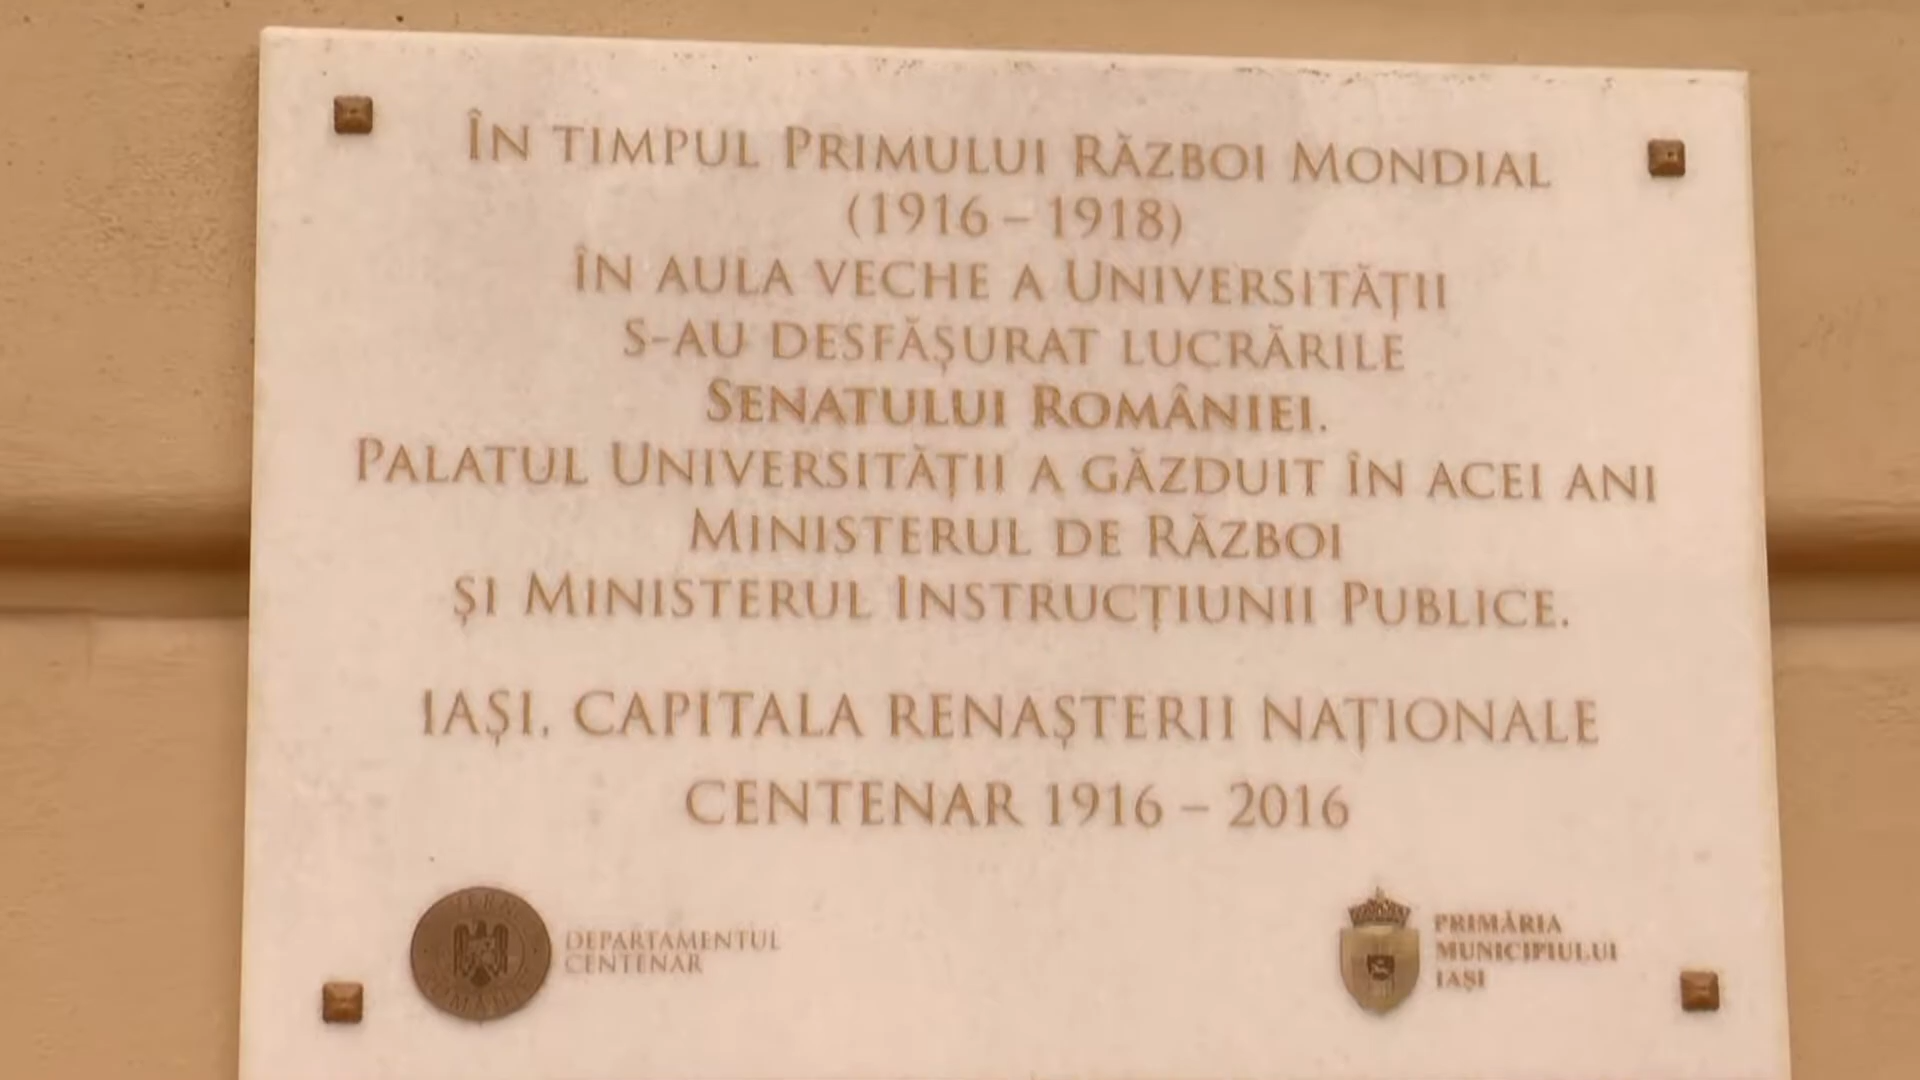 ÎN TIMPUL PRIMULUI RĂZBOI MONDIAL
(1916 – 1918)
ÎN AULA VECHE A UNIVERSITĂȚII
S-AU DESFĂȘURAT LUCRĂRILE
SENATULUI ROMÂNIEI.
PALATUL UNIVERSITĂȚII A GĂZDUIT ÎN ACEI ANI
MINISTERUL DE RĂZBOI
ȘI MINISTERUL INSTRUCȚIUNII PUBLICE.
IAȘI, CAPITALA RENAȘTERII NAȚIONALE
CENTENAR 1916 – 2016
DEPARTAMENTUL
CENTENAR
PRIMĂRIA
MUNICIPIULUI
IAȘI